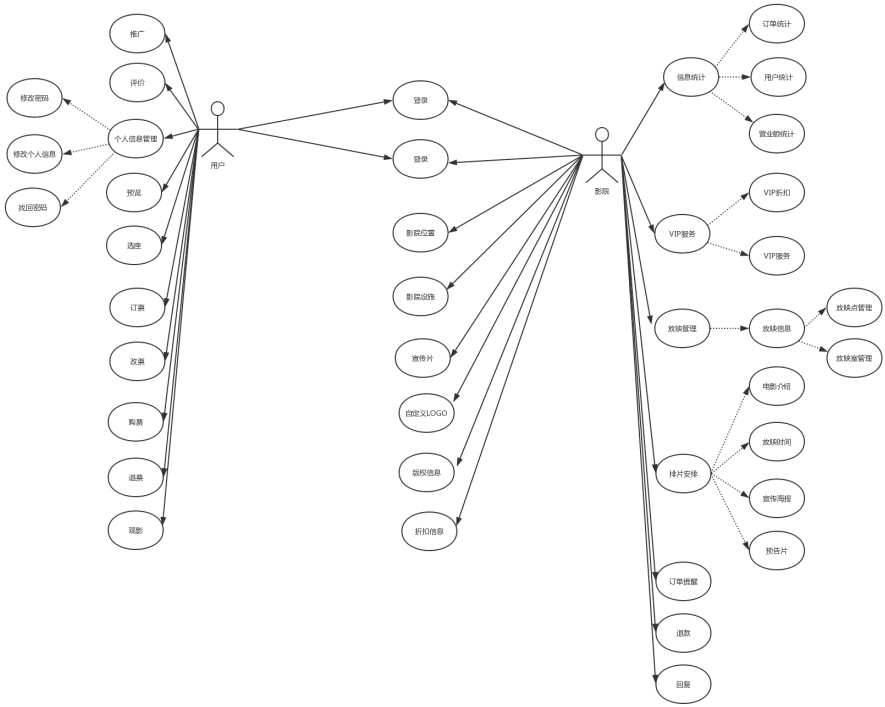 推广
评价
修改密码
个人信息管理
修改个人信息
找回密码
预览
选座
订票
改票
购票
退票
观影
用户
登录
登录
影院位置
影院设施
宣传片
自定义LOGO
版权信息
折扣信息
影院
信息统计
订单统计
用户统计
营业额统计
VIP服务
VIP折扣
VIP服务
放映管理
放映信息
放映点管理
放映室管理
排片安排
电影介绍
放映时间
宣传海报
预告片
订单提醒
退款
回复